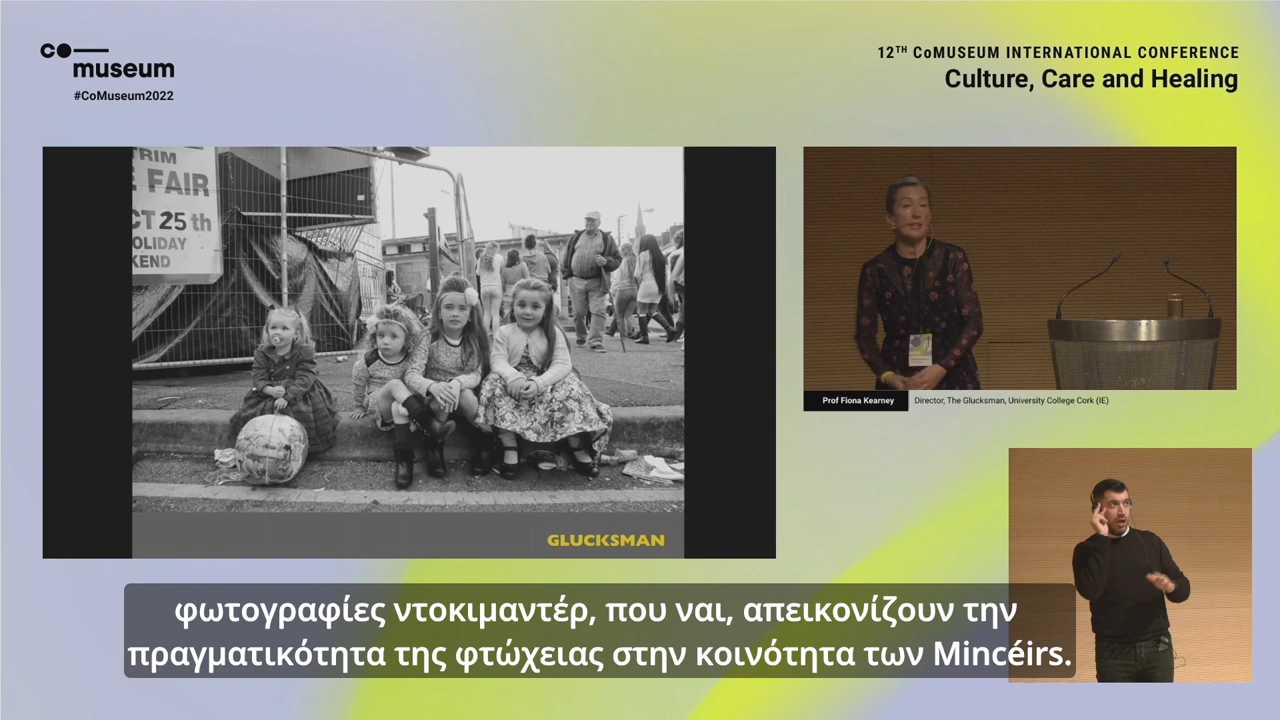 co
museum
#CoMuseum2022
12TH CoMUSEUM INTERNATIONAL CONFERENCE
Culture, Care and Healing
TRIM
E FAIR
CT 25 th
OLIDAY
KEND
GLUCKSMAN
Prof Fiona Kearney
Director, The Glucksman, University College Cork (IE)
φωτογραφίες ντοκιμαντέρ, που ναι, απεικονίζουν την
πραγματικότητα της φτώχειας στην κοινότητα των Mincéirs.